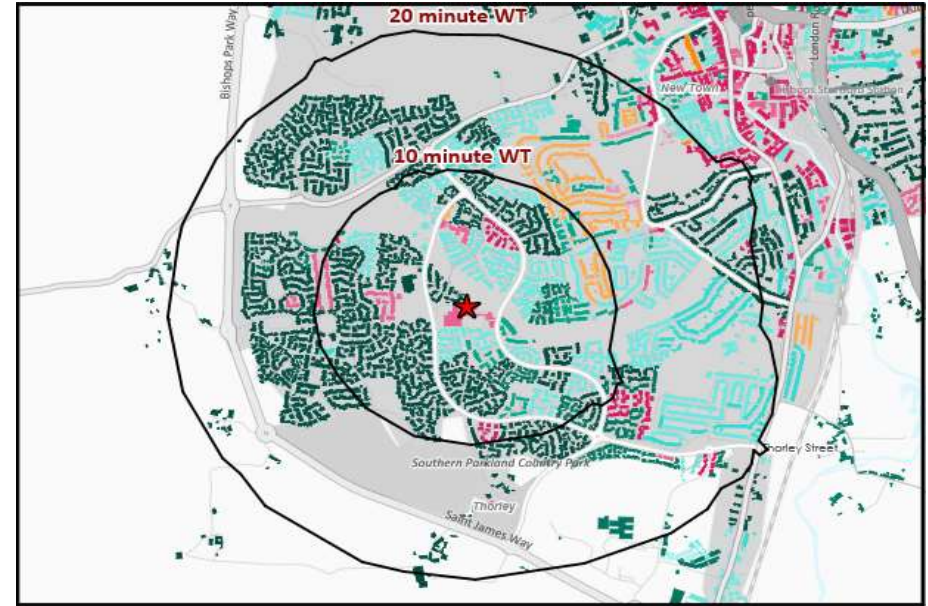 20 minute WT
Bishops Park Way
London Ro
New Town
Bishops Stortford Station
10 minute WT
Thorley Street
Southern Parkland Country Park
Thorley
Saint James Way